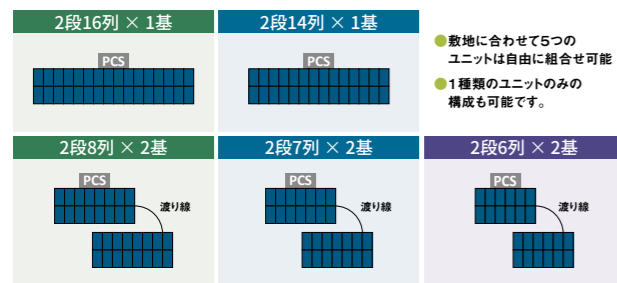 2段16列 × 1基
PCS
2段14列 × 1基
PCS
●敷地に合わせて5つの
ユニットは自由に組合せ可能
●1種類のユニットのみの
構成も可能です。
2段8列 × 2基
PCS
渡り線
2段7列 × 2基
PCS
渡り線
2段6列 × 2基
PCS
渡り線